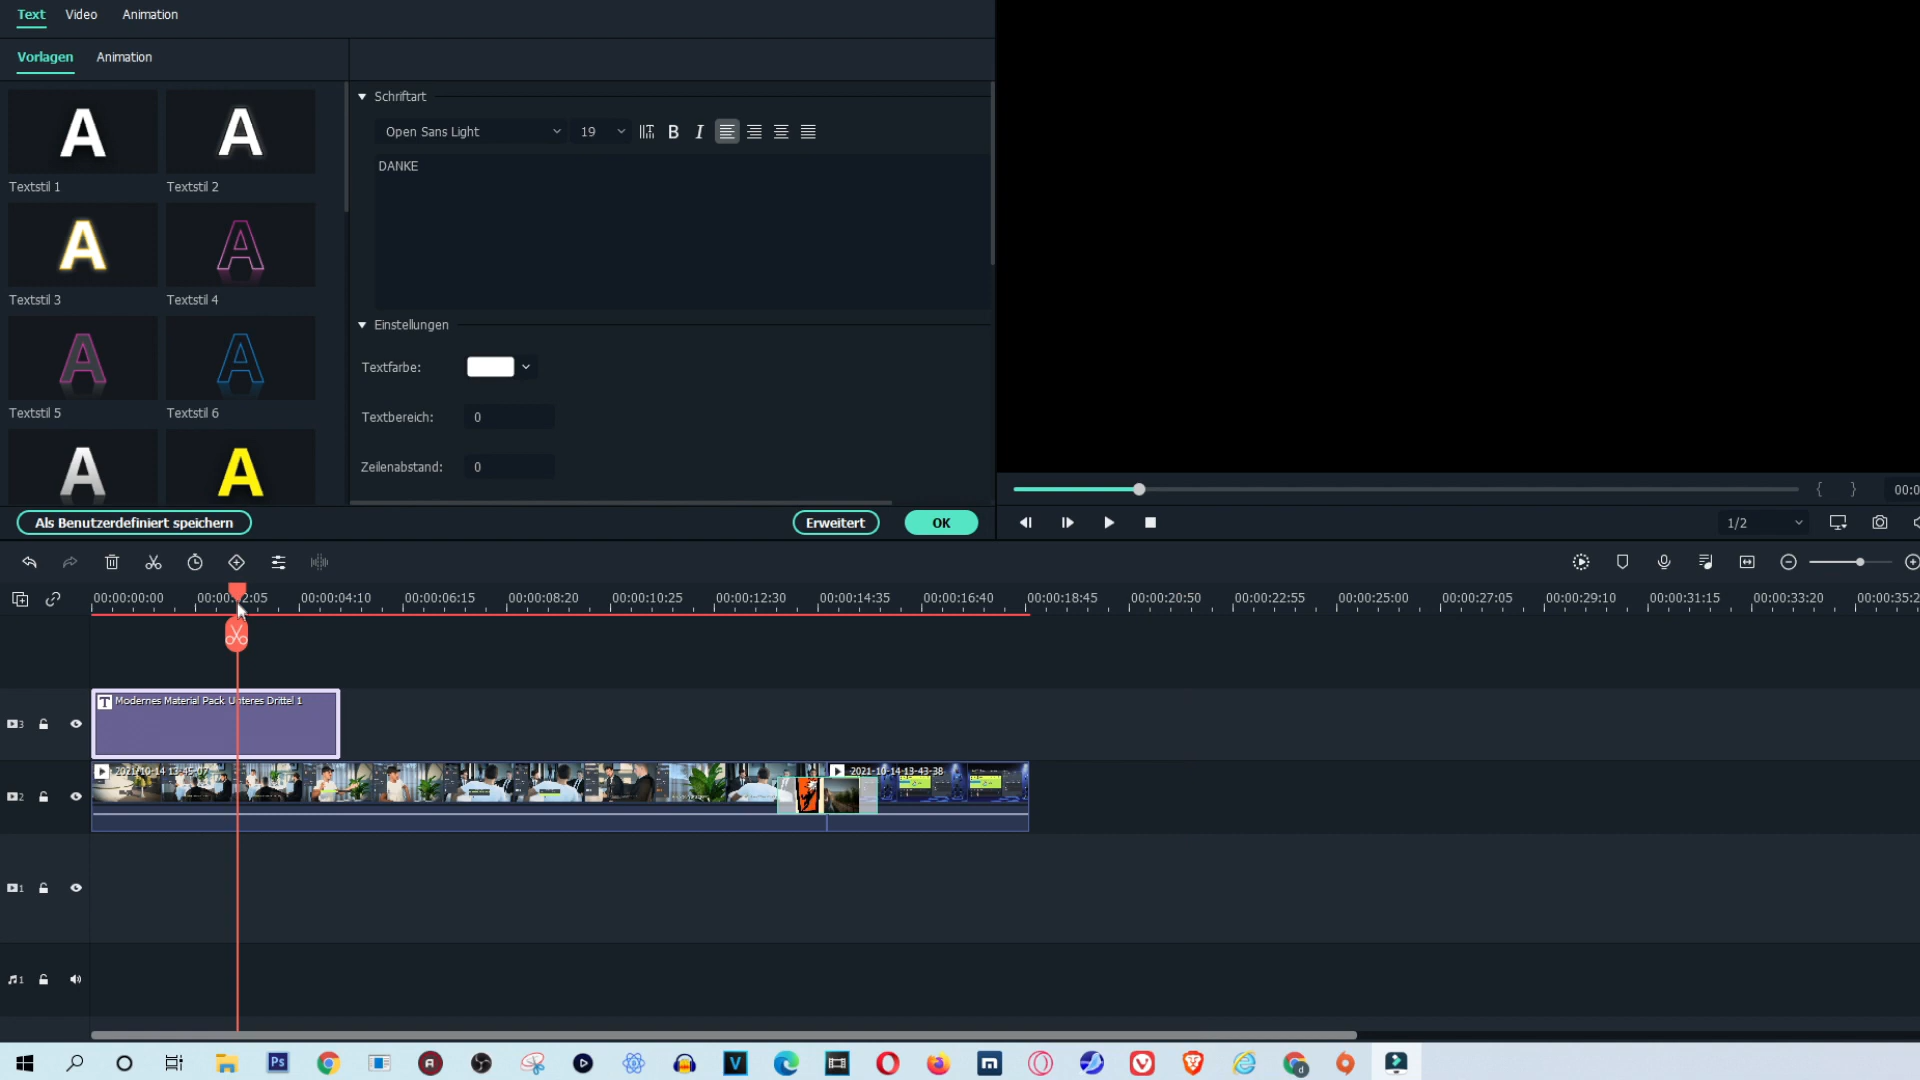 Text Video Animation
Vorlagen Animation
Textstil 1 Textstil 2
Textstil 3 Textstil 4
Textstil 5 Textstil 6
Schriftart
Open Sans Light 19 B I
DANKE
Einstellungen
Textfarbe:
Textbereich: 0
Zeilenabstand: 0
Als Benutzerdefiniert speichern Erweitert OK
{ } 00:0
1/2
00:00:00:00 00:00:02:05 00:00:04:10 00:00:06:15 00:00:08:20 00:00:10:25 00:00:12:30 00:00:14:35 00:00:16:40 00:00:18:45 00:00:20:50 00:00:22:55 00:00:25:00 00:00:27:05 00:00:29:10 00:00:31:15 00:00:33:20 00:00:35:2
3 T Modernes Material Pack Unteres Drittel 1
2 2021-10-14 13-45-07 2021-10-14-13-43-38
1
1
Ps V